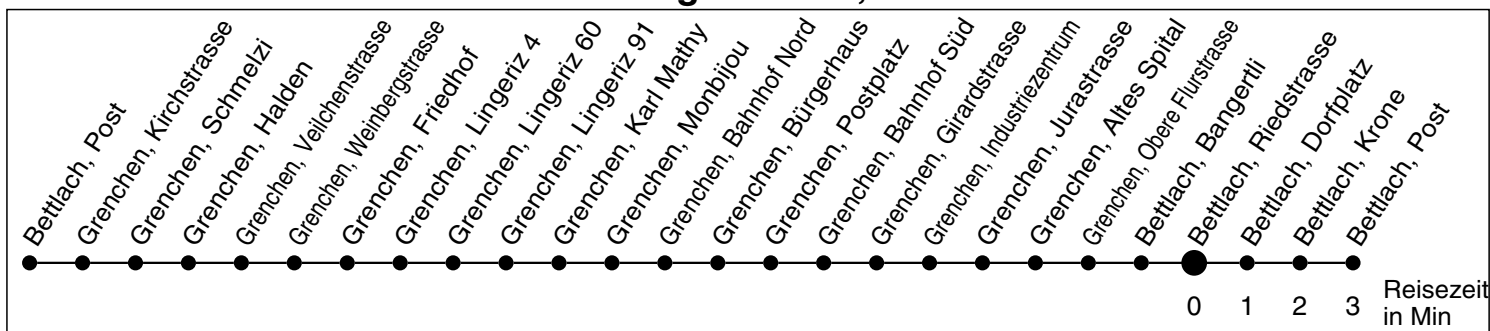 Bettlach, Post
Grenchen, Kirchstrasse
Grenchen, Schmelzi
Grenchen, Halden
Grenchen, Veilchenstrasse
Grenchen, Weinbergstrasse
Grenchen, Friedhof
Grenchen, Lingeriz 4
Grenchen, Lingeriz 60
Grenchen, Lingeriz 91
Grenchen, Karl Mathy
Grenchen, Monbijou
Grenchen, Bahnhof Nord
Grenchen, Bürgerhaus
Grenchen, Postplatz
Grenchen, Bahnhof Süd
Grenchen, Girardstrasse
Grenchen, Industriezentrum
Grenchen, Jurastrasse
Grenchen, Altes Spital
Grenchen, Obere Flurstrasse
Bettlach, Bangertli
Bettlach, Riedstrasse
Bettlach, Dorfplatz
Bettlach, Krone
Bettlach, Post
0 1 2 3 Reisezeit
in Min